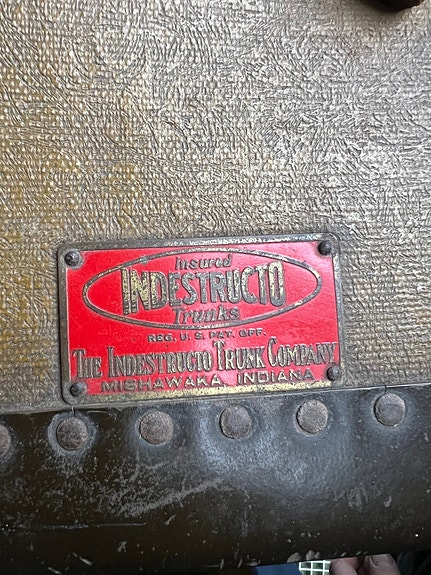 Insured
INDESTRUCTO
Trunks
REG. U.S. PAT. OFF.
THE INDESTRUCTO TRUNK COMPANY
MISHAWAKA, INDIANA